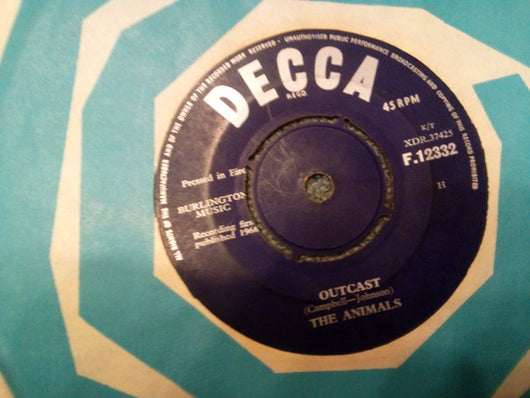 ALL RIGHTS OF THE MANUFACTURER AND OF THE OWNER OF THE RECORDED WORK RESERVED • UNAUTHORISED PUBLIC PERFORMANCE BROADCASTING AND COPYING OF THIS RECORD PROHIBITED
DECCA
REGD.
45 RPM
K/T
XDR.37425
F.12332
Pressed in Eire
H
BURLINGTON
MUSIC
Recording firs
published 1966
OUTCAST
(Campbell—Johnson)
THE ANIMALS